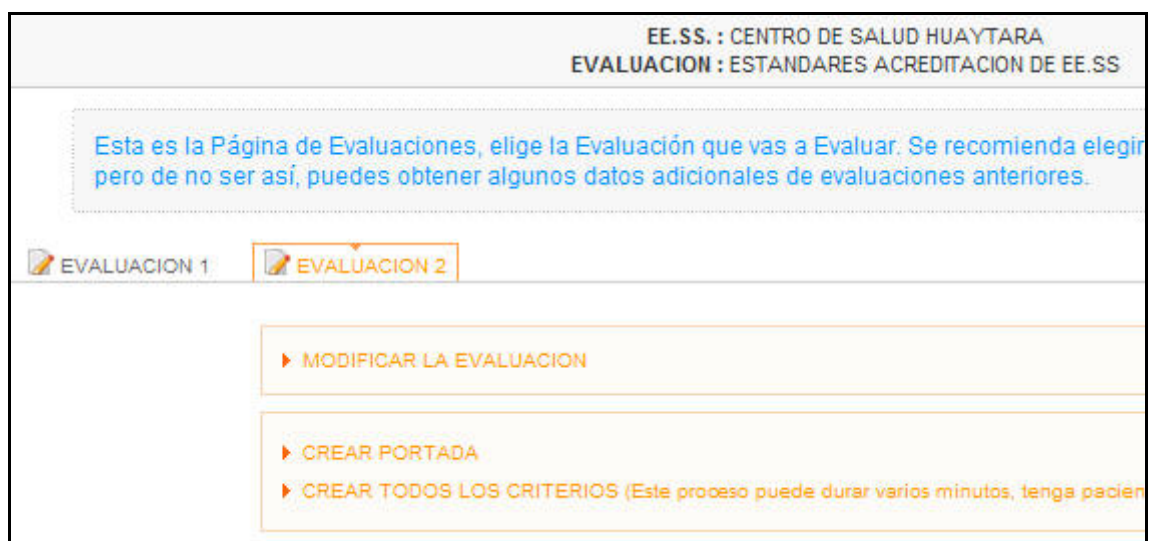 EE.SS. : CENTRO DE SALUD HUAYTARA
EVALUACION : ESTANDARES ACREDITACION DE EE.SS
Esta es la Página de Evaluaciones, elige la Evaluación que vas a Evaluar. Se recomienda elegir
pero de no ser así, puedes obtener algunos datos adicionales de evaluaciones anteriores.
EVALUACION 1 EVALUACION 2
MODIFICAR LA EVALUACION
CREAR PORTADA
CREAR TODOS LOS CRITERIOS (Este proceso puede durar varios minutos, tenga pacien